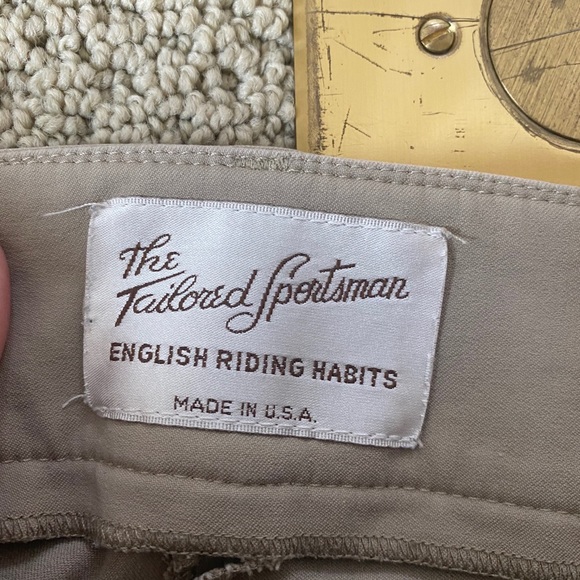 The
Tailored Sportsman
ENGLISH RIDING HABITS
MADE IN U.S.A.